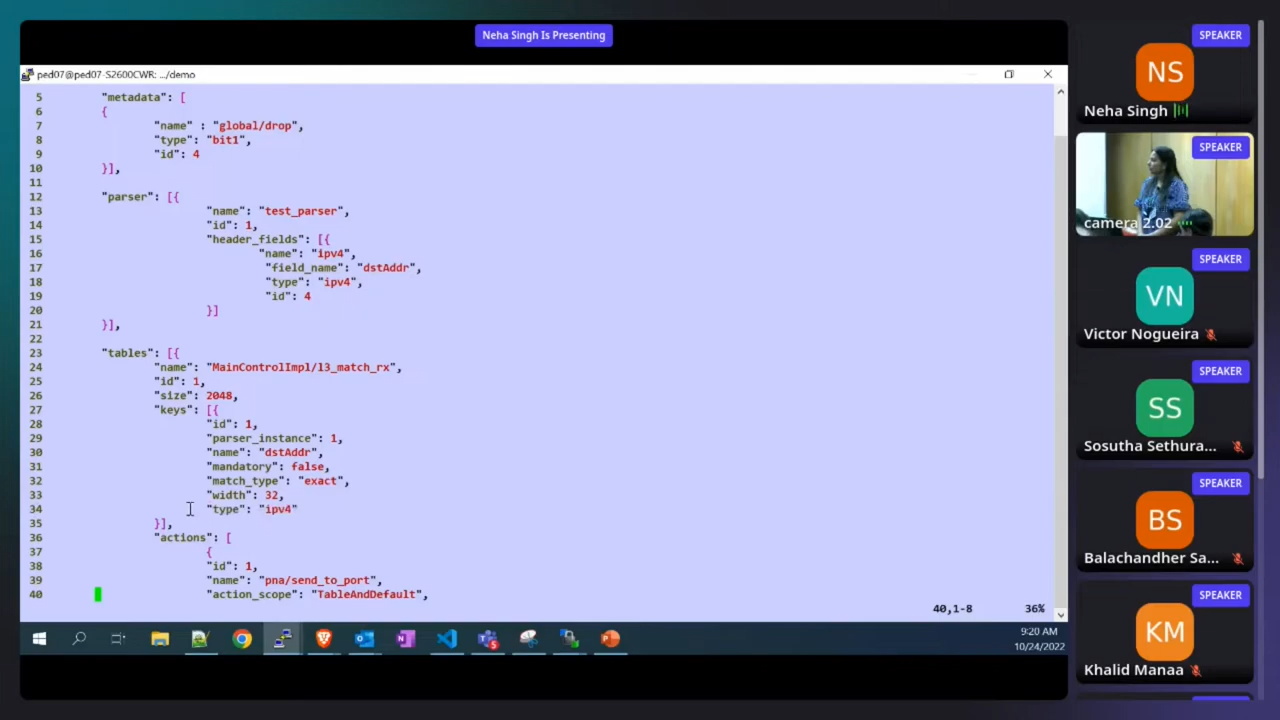 Neha Singh Is Presenting
ped07@ped07-S2600CWR: .../demo
5 "metadata": [
6 {
7 "name" : "global/drop",
8 "type": "bit1",
9 "id": 4
10 }],
11
12 "parser": [{
13 "name": "test_parser",
14 "id": 1,
15 "header_fields": [{
16 "name": "ipv4",
17 "field_name": "dstAddr",
18 "type": "ipv4",
19 "id": 4
20 }]
21 }],
22
23 "tables": [{
24 "name": "MainControlImpl/l3_match_rx",
25 "id": 1,
26 "size": 2048,
27 "keys": [{
28 "id": 1,
29 "parser_instance": 1,
30 "name": "dstAddr",
31 "mandatory": false,
32 "match_type": "exact",
33 "width": 32,
34 "type": "ipv4"
35 }],
36 "actions": [
37 {
38 "id": 1,
39 "name": "pna/send_to_port",
40 "action_scope": "TableAndDefault",
40,1-8 36%
9:20 AM
10/24/2022
SPEAKER
NS
Neha Singh
SPEAKER
camera 2.02
SPEAKER
VN
Victor Nogueira
SPEAKER
SS
Sosutha Sethura...
SPEAKER
BS
Balachandher Sa...
SPEAKER
KM
Khalid Manaa